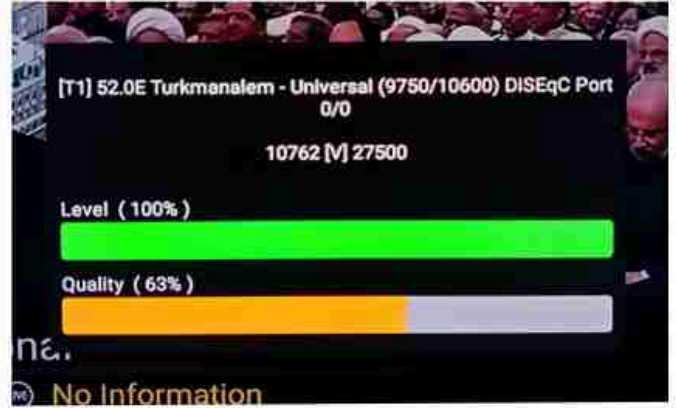 [T1] 52.0E Turkmanalem - Universal (9750/10600) DiSEqC Port
0/0
10762 [V] 27500
Level ( 100% )
Quality ( 63% )
No Information